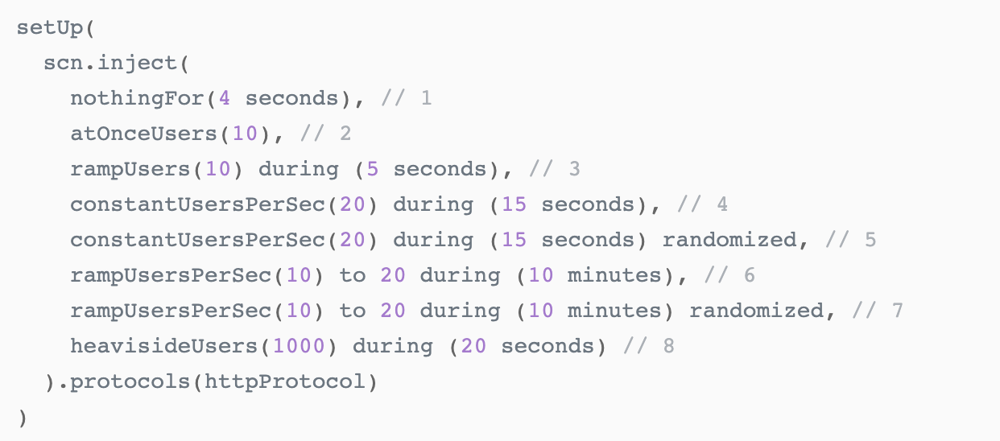 setUp(
  scn.inject(
    nothingFor(4 seconds), // 1
    atOnceUsers(10), // 2
    rampUsers(10) during (5 seconds), // 3
    constantUsersPerSec(20) during (15 seconds), // 4
    constantUsersPerSec(20) during (15 seconds) randomized, // 5
    rampUsersPerSec(10) to 20 during (10 minutes), // 6
    rampUsersPerSec(10) to 20 during (10 minutes) randomized, // 7
    heavisideUsers(1000) during (20 seconds) // 8
  ).protocols(httpProtocol)
)